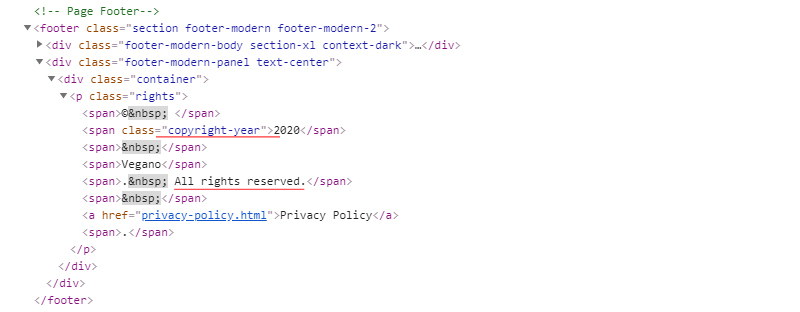 <!-- Page Footer-->
▼<footer class="section footer-modern footer-modern-2">
▶<div class="footer-modern-body section-xl context-dark">…</div>
▼<div class="footer-modern-panel text-center">
▼<div class="container">
▼<p class="rights">
<span>©&nbsp; </span>
<span class="copyright-year">2020</span>
<span>&nbsp;</span>
<span>Vegano</span>
<span>.&nbsp; All rights reserved.</span>
<span>&nbsp;</span>
<a href="privacy-policy.html">Privacy Policy</a>
<span>.</span>
</p>
</div>
</div>
</footer>